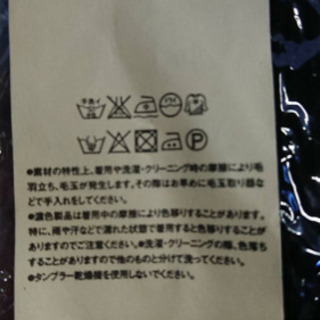 手洗イ
P
●素材の特性上、着用や洗濯・クリーニング時の摩擦により毛
羽立ち、毛玉が発生します。その際はお早めに毛玉取り器な
どで手入れをしてください。
●濃色製品は着用中の摩擦により色移りすることがあります。
特に、雨や汗などで濡れた状態で着用すると色移りすることが
ありますのでご注意ください。●洗濯・クリーニングの際、色落ち
することがありますので他のものと分けて洗ってください。
●タンブラー乾燥機を使用しないでください。